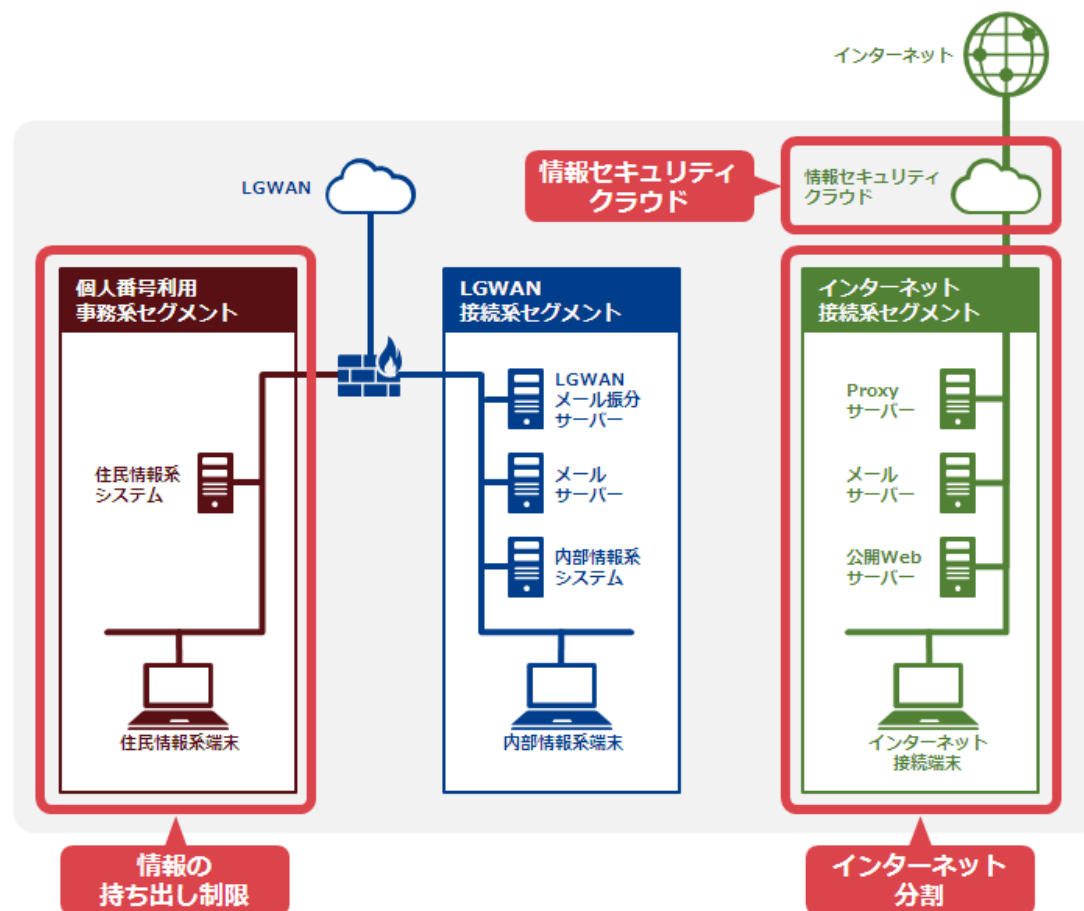 インターネット
情報セキュリティ
クラウド
情報セキュリティ
クラウド
LGWAN
個人番号利用
事務系セグメント
住民情報系
システム
住民情報系端末
LGWAN
接続系セグメント
LGWAN
メール振分
サーバー
メール
サーバー
内部情報系
システム
内部情報系端末
インターネット
接続系セグメント
Proxy
サーバー
メール
サーバー
公開Web
サーバー
インターネット
接続端末
情報の
持ち出し制限
インターネット
分割